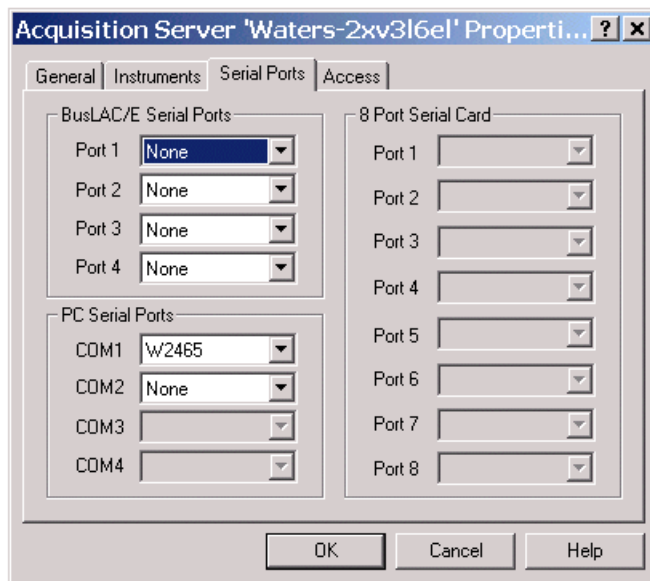 Acquisition Server 'Waters-2xv3l6el' Properti...
General Instruments Serial Ports Access
BusLAC/E Serial Ports
Port 1 None
Port 2 None
Port 3 None
Port 4 None
PC Serial Ports
COM1 W2465
COM2 None
COM3
COM4
8 Port Serial Card
Port 1
Port 2
Port 3
Port 4
Port 5
Port 6
Port 7
Port 8
OK Cancel Help